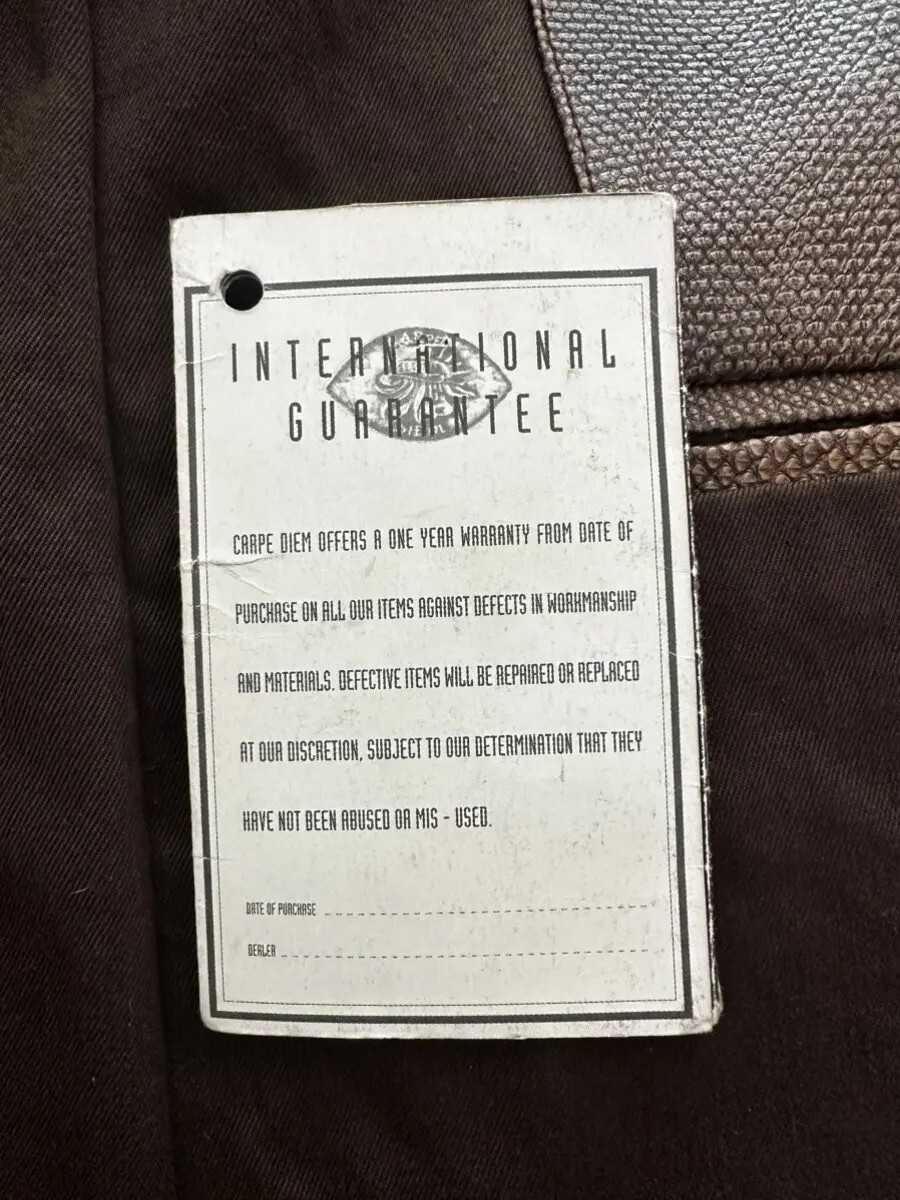 INTERNATIONAL
GUARANTEE
CARPE DIEM OFFERS A ONE YEAR WARRANTY FROM DATE OF
PURCHASE ON ALL OUR ITEMS AGAINST DEFECTS IN WORKMANSHIP
AND MATERIALS. DEFECTIVE ITEMS WILL BE REPAIRED OR REPLACED
AT OUR DISCRETION, SUBJECT TO OUR DETERMINATION THAT THEY
HAVE NOT BEEN ABUSED OR MIS - USED.
DATE OF PURCHASE
DEALER